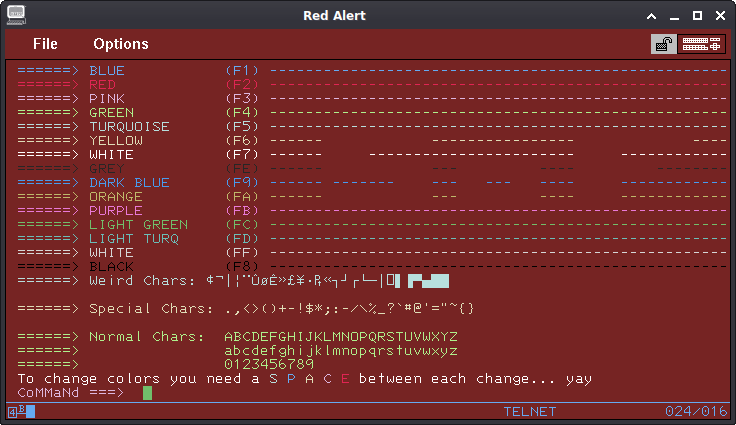 Red Alert
File Options
======> BLUE (F1) ----------------------------------------------------
======> RED (F2) ----------------------------------------------------
======> PINK (F3) ----------------------------------------------------
======> GREEN (F4) ----------------------------------------------------
======> TURQUOISE (F5) ----------------------------------------------------
======> YELLOW (F6) ------ --- ---- ------------
======> WHITE (F7) ------ ------------------------- ------------
======> GREY (FE) --- ----
======> DARK BLUE (F9) ------ ------- --- --- ---- ------------
======> ORANGE (FA) ------ --- ---- ------------
======> PURPLE (FB) ----------------------------------------------------
======> LIGHT GREEN (FC) ----------------------------------------------------
======> LIGHT TURQ (FD) ----------------------------------------------------
======> WHITE (FF) ----------------------------------------------------
======> BLACK (F8) ----------------------------------------------------
======> Weird Chars:
======> Special Chars: .,<>()+-!$*;:-/\%_?`#@'="~{}
======> Normal Chars: ABCDEFGHIJKLMNOPQRSTUVWXYZ
======> abcdefghijklmnopqrstuvwxyz
======> 0123456789
To change colors you need a S P A C E between each change... yay
CoMMaNd ===>
4B TELNET 024/016